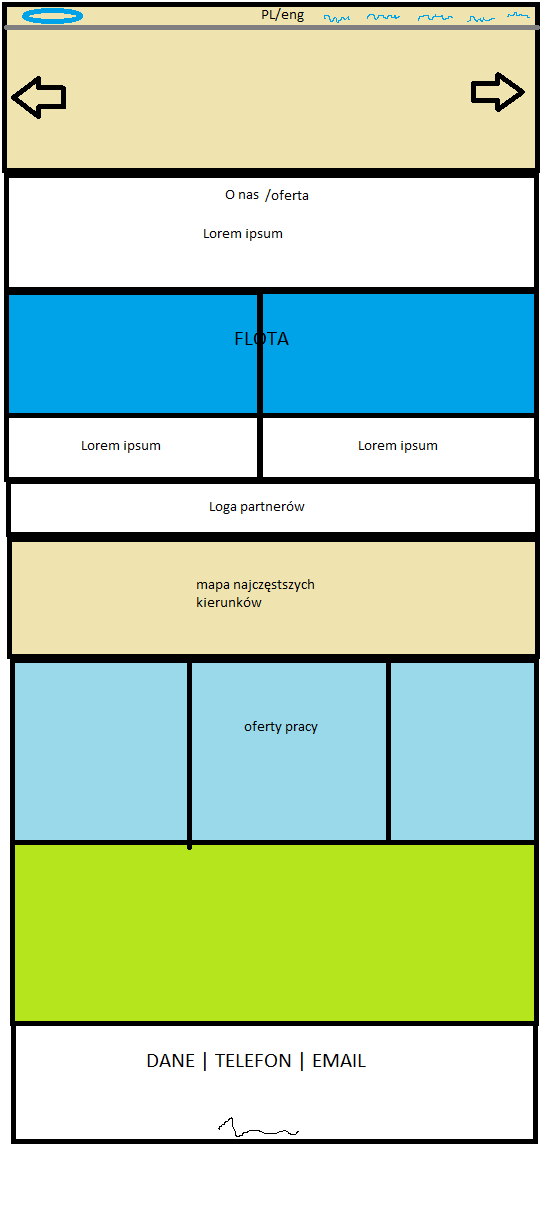 PL/eng
O nas /oferta
Lorem ipsum
FLOTA
Lorem ipsum Lorem ipsum
Loga partnerów
mapa najczęstszych
kierunków
oferty pracy
DANE | TELEFON | EMAIL